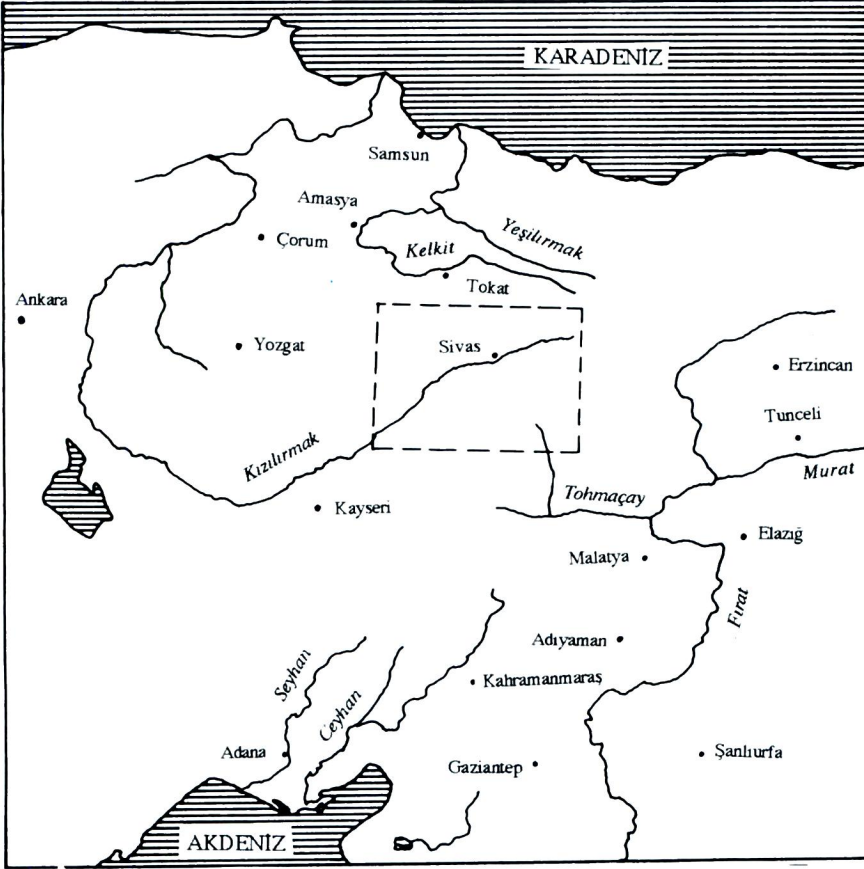 KARADENİZ
Samsun
Amasya
Çorum
Kelkit
Yeşilırmak
Tokat
Ankara
Yozgat
Sivas
Erzincan
Tunceli
Kızılırmak
Murat
Tohmaçay
Kayseri
Elazığ
Malatya
Fırat
Adıyaman
Seyhan
Kahramanmaraş
Ceyhan
Adana
Gaziantep
Şanlıurfa
AKDENİZ